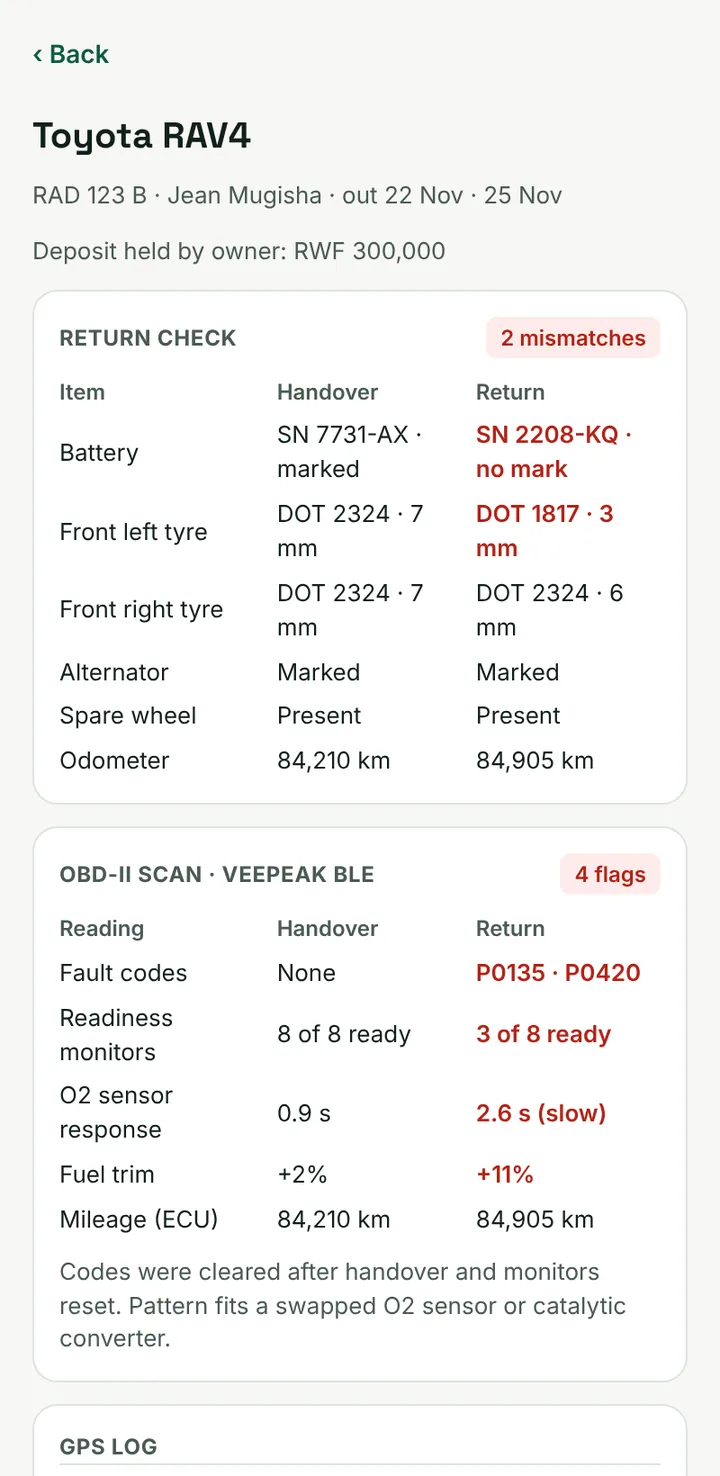 ‹ Back
Toyota RAV4
RAD 123 B · Jean Mugisha · out 22 Nov · 25 Nov
Deposit held by owner: RWF 300,000
RETURN CHECK 2 mismatches
Item Handover Return
Battery SN 7731-AX · marked SN 2208-KQ · no mark
Front left tyre DOT 2324 · 7 mm DOT 1817 · 3 mm
Front right tyre DOT 2324 · 7 mm DOT 2324 · 6 mm
Alternator Marked Marked
Spare wheel Present Present
Odometer 84,210 km 84,905 km
OBD-II SCAN · VEEPEAK BLE 4 flags
Reading Handover Return
Fault codes None P0135 · P0420
Readiness monitors 8 of 8 ready 3 of 8 ready
O2 sensor response 0.9 s 2.6 s (slow)
Fuel trim +2% +11%
Mileage (ECU) 84,210 km 84,905 km
Codes were cleared after handover and monitors
reset. Pattern fits a swapped O2 sensor or catalytic
converter.
GPS LOG